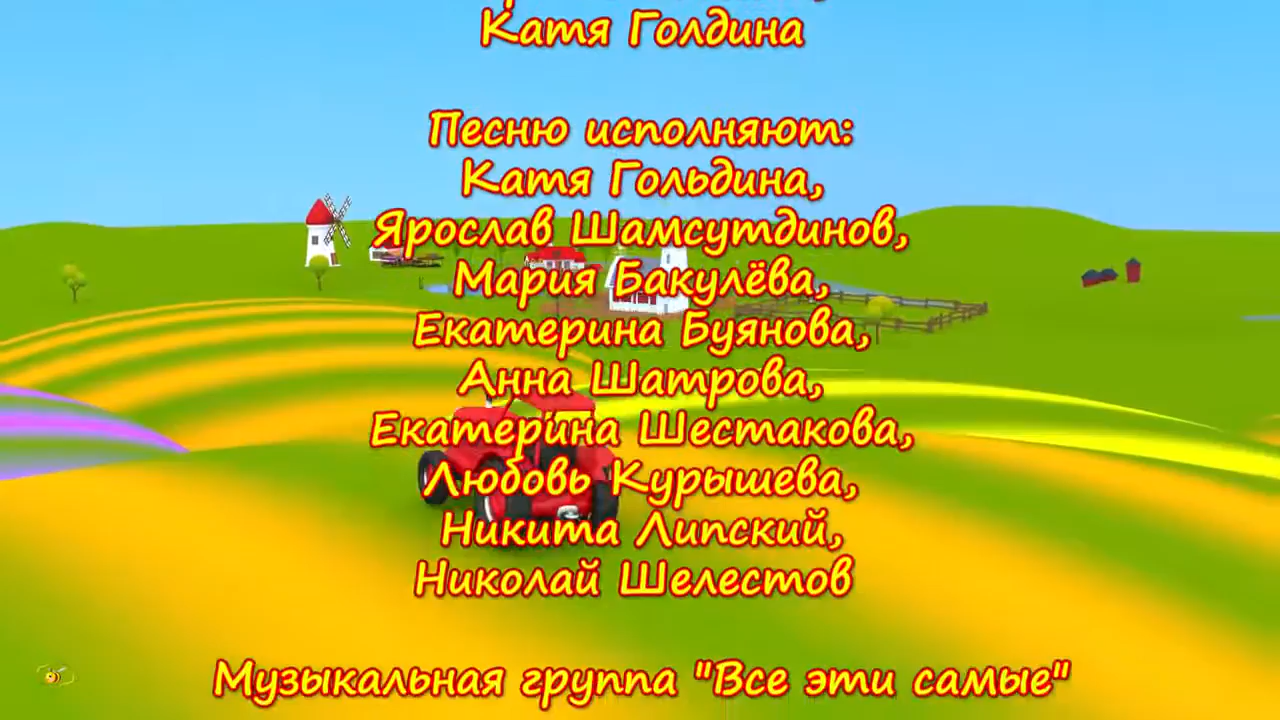 Катя Голдина
Песню исполняют:
Катя Гольдина,
Ярослав Шамсутдинов,
Мария Бакулёва,
Екатерина Буянова,
Анна Шатрова,
Екатерина Шестакова,
Любовь Курышева,
Никита Липский,
Николай Шелестов
Музыкальная группа "Все эти самые"